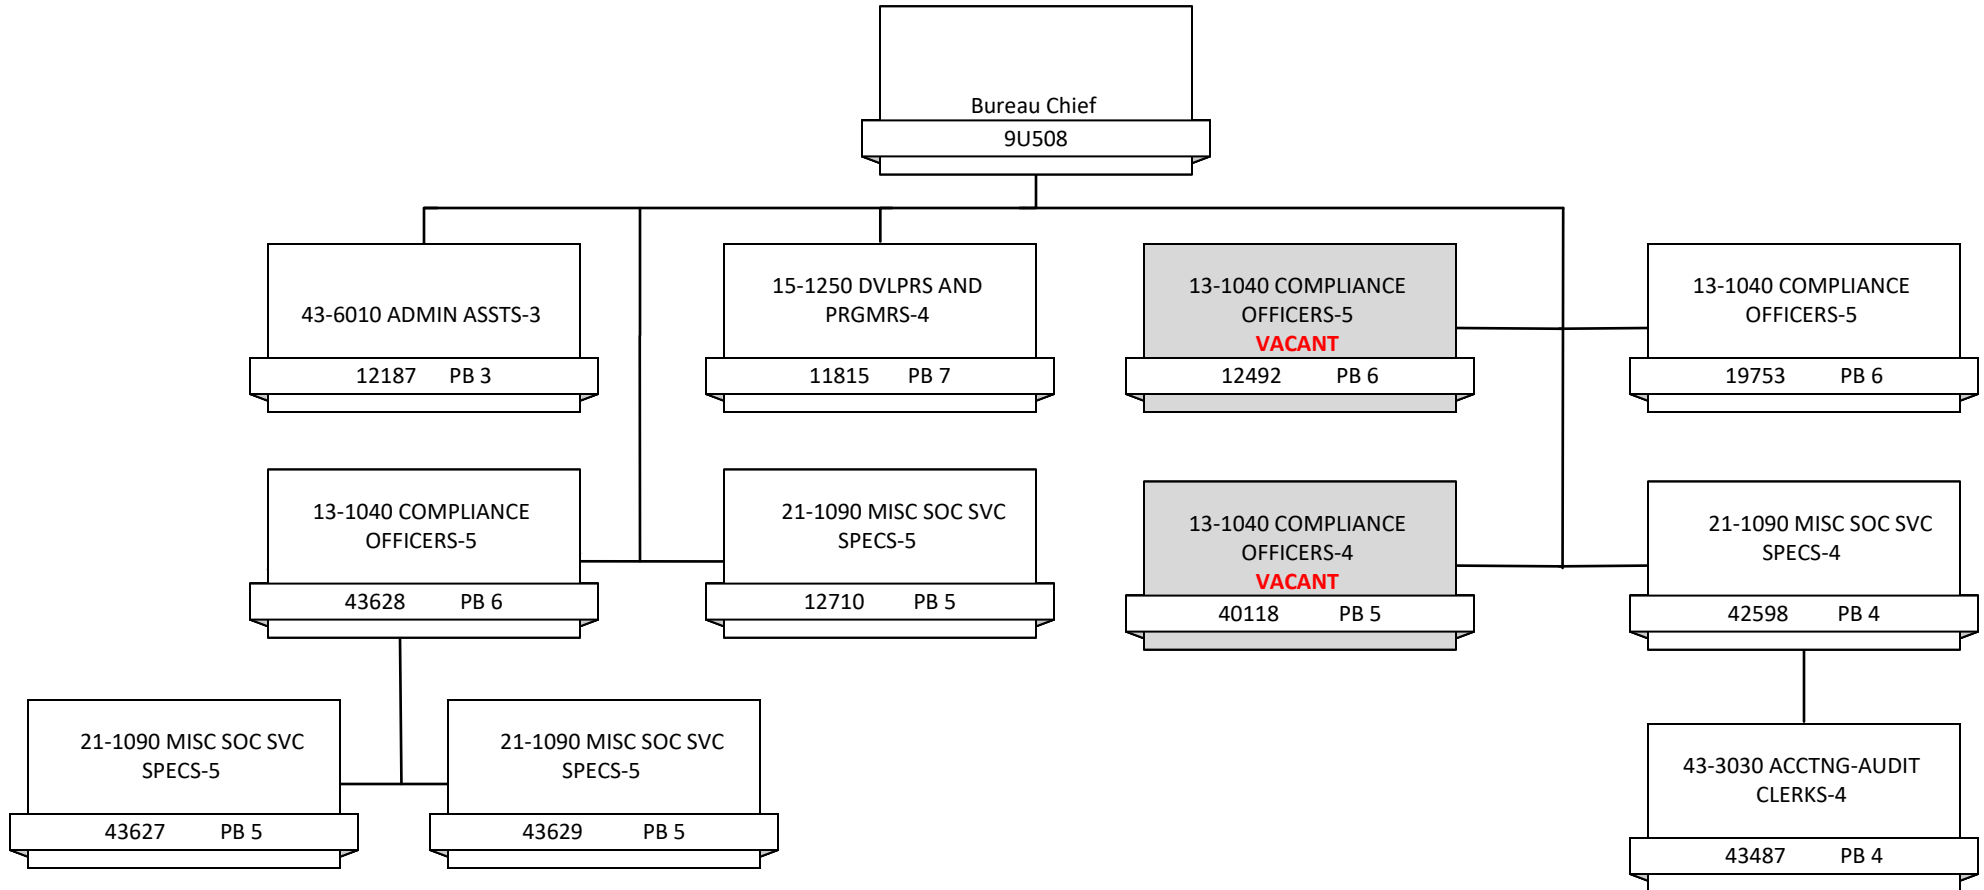 Bureau Chief
9U508
43-6010 ADMIN ASSTS-3
12187 PB 3
15-1250 DVLPRS AND
PRGMRS-4
11815 PB 7
13-1040 COMPLIANCE
OFFICERS-5
VACANT
12492 PB 6
13-1040 COMPLIANCE
OFFICERS-5
19753 PB 6
13-1040 COMPLIANCE
OFFICERS-5
43628 PB 6
21-1090 MISC SOC SVC
SPECS-5
12710 PB 5
13-1040 COMPLIANCE
OFFICERS-4
VACANT
40118 PB 5
21-1090 MISC SOC SVC
SPECS-4
42598 PB 4
21-1090 MISC SOC SVC
SPECS-5
43627 PB 5
21-1090 MISC SOC SVC
SPECS-5
43629 PB 5
43-3030 ACCTNG-AUDIT
CLERKS-4
43487 PB 4